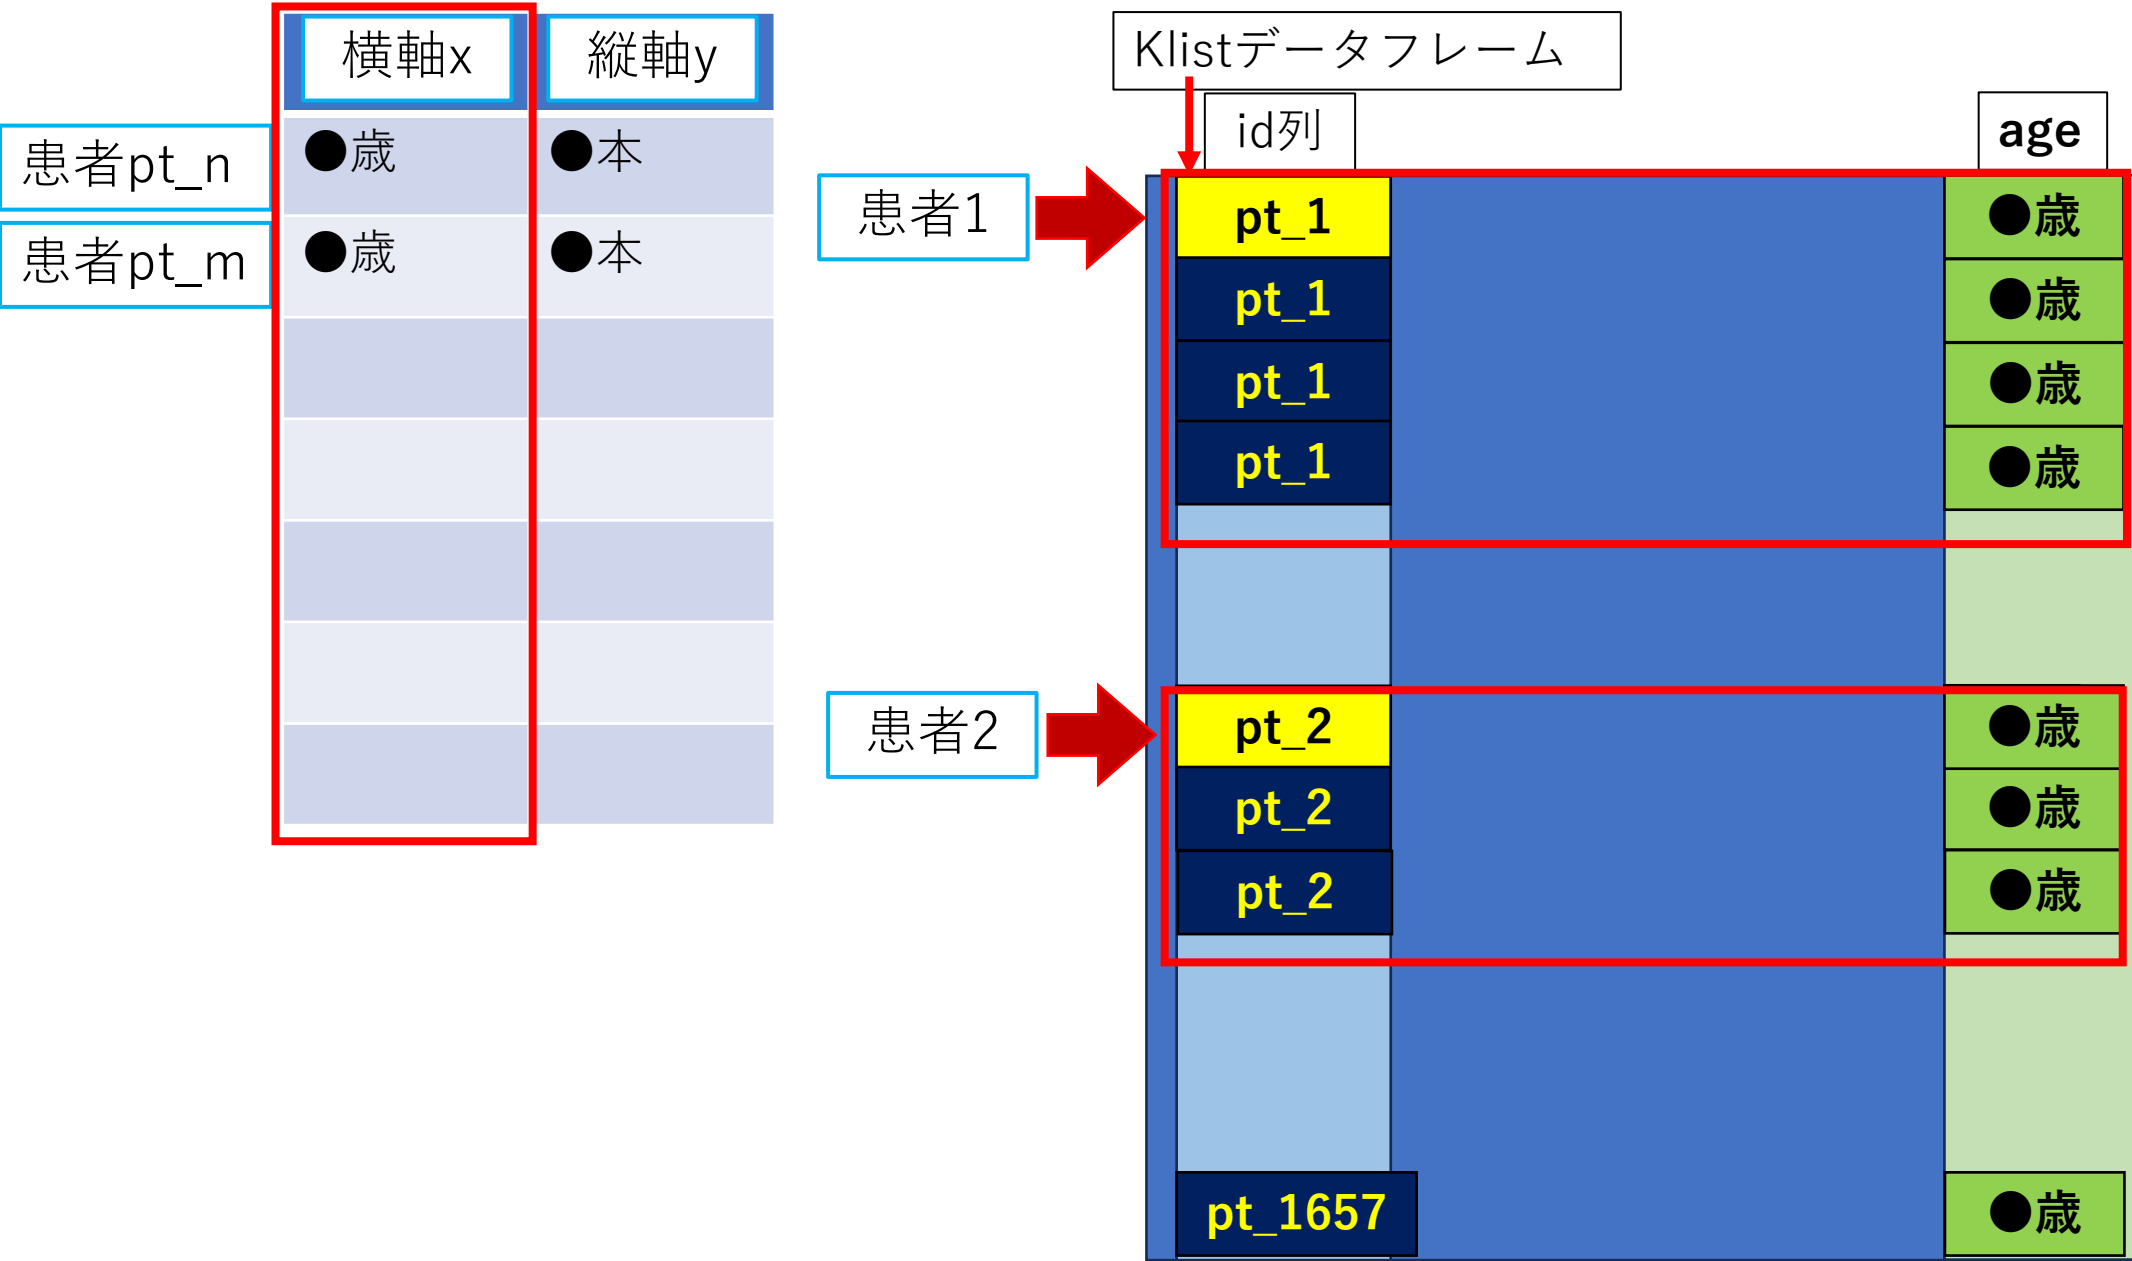 横軸x
縦軸y
患者pt_n
●歳
●本
患者pt_m
●歳
●本
Klistデータフレーム
id列
age
患者1
pt_1
●歳
pt_1
●歳
pt_1
●歳
pt_1
●歳
患者2
pt_2
●歳
pt_2
●歳
pt_2
●歳
pt_1657
●歳